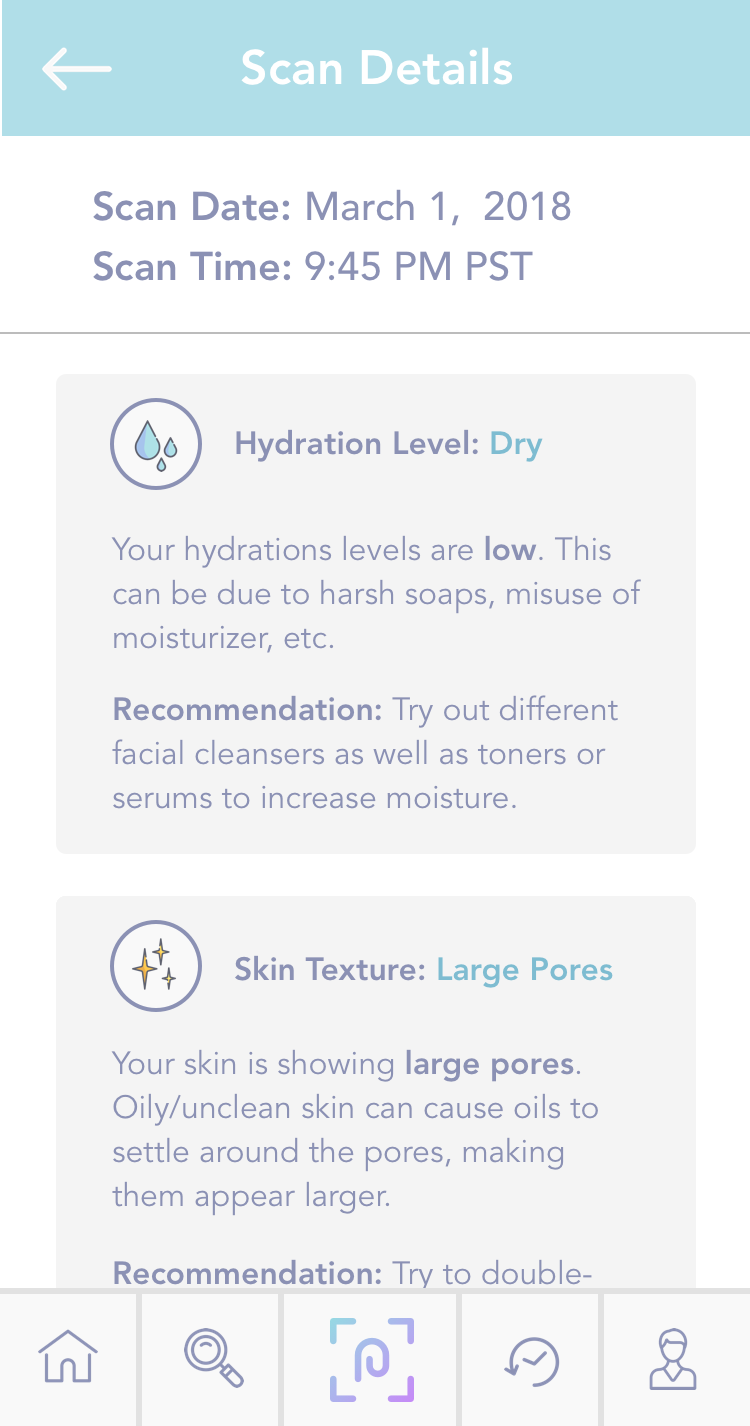 Scan Details
Scan Date: March 1,  2018
Scan Time: 9:45 PM PST
Hydration Level: Dry
Your hydrations levels are low. This
can be due to harsh soaps, misuse of
moisturizer, etc.
Recommendation: Try out different
facial cleansers as well as toners or
serums to increase moisture.
Skin Texture: Large Pores
Your skin is showing large pores.
Oily/unclean skin can cause oils to
settle around the pores, making
them appear larger.
Recommendation: Try to double-